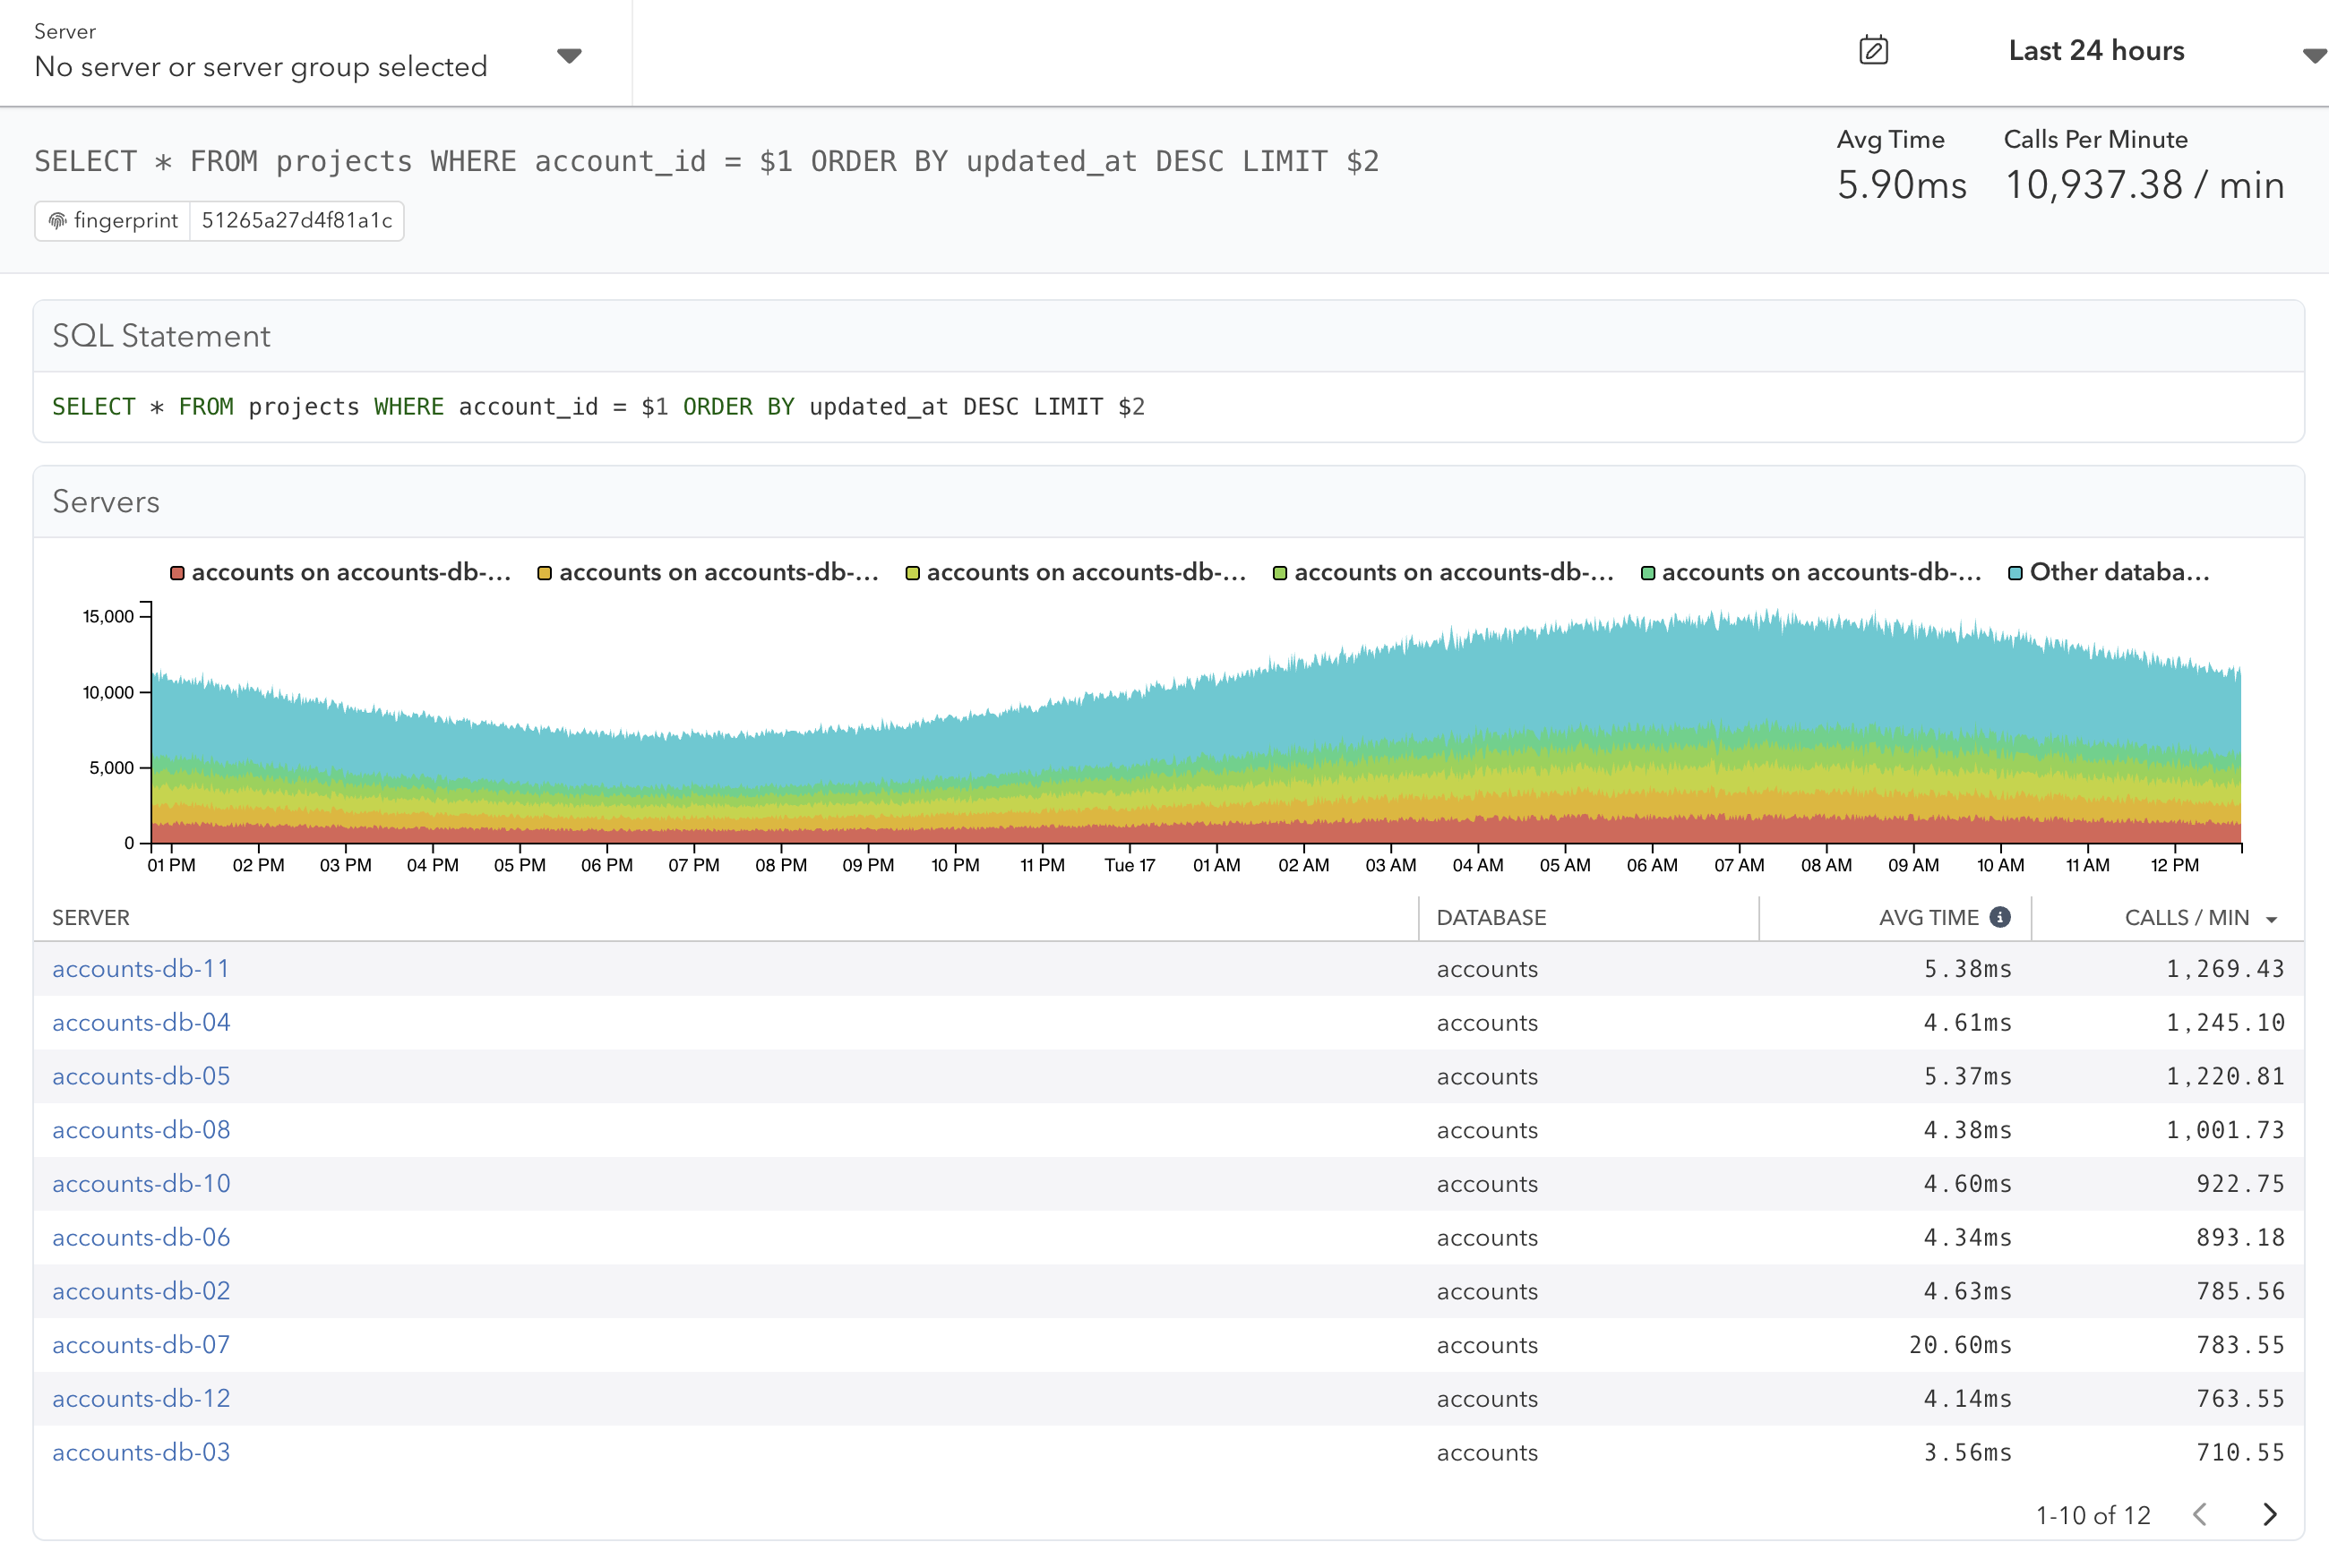 Server
No server or server group selected
Last 24 hours
SELECT * FROM projects WHERE account_id = $1 ORDER BY updated_at DESC LIMIT $2
fingerprint 51265a27d4f81a1c
Avg Time Calls Per Minute
5.90ms 10,937.38 / min
SQL Statement
SELECT * FROM projects WHERE account_id = $1 ORDER BY updated_at DESC LIMIT $2
Servers
accounts on accounts-db-... accounts on accounts-db-... accounts on accounts-db-... accounts on accounts-db-... accounts on accounts-db-... Other databa...
15,000
10,000
5,000
0
01 PM 02 PM 03 PM 04 PM 05 PM 06 PM 07 PM 08 PM 09 PM 10 PM 11 PM Tue 17 01 AM 02 AM 03 AM 04 AM 05 AM 06 AM 07 AM 08 AM 09 AM 10 AM 11 AM 12 PM
SERVER DATABASE AVG TIME CALLS / MIN
accounts-db-11 accounts 5.38ms 1,269.43
accounts-db-04 accounts 4.61ms 1,245.10
accounts-db-05 accounts 5.37ms 1,220.81
accounts-db-08 accounts 4.38ms 1,001.73
accounts-db-10 accounts 4.60ms 922.75
accounts-db-06 accounts 4.34ms 893.18
accounts-db-02 accounts 4.63ms 785.56
accounts-db-07 accounts 20.60ms 783.55
accounts-db-12 accounts 4.14ms 763.55
accounts-db-03 accounts 3.56ms 710.55
1-10 of 12